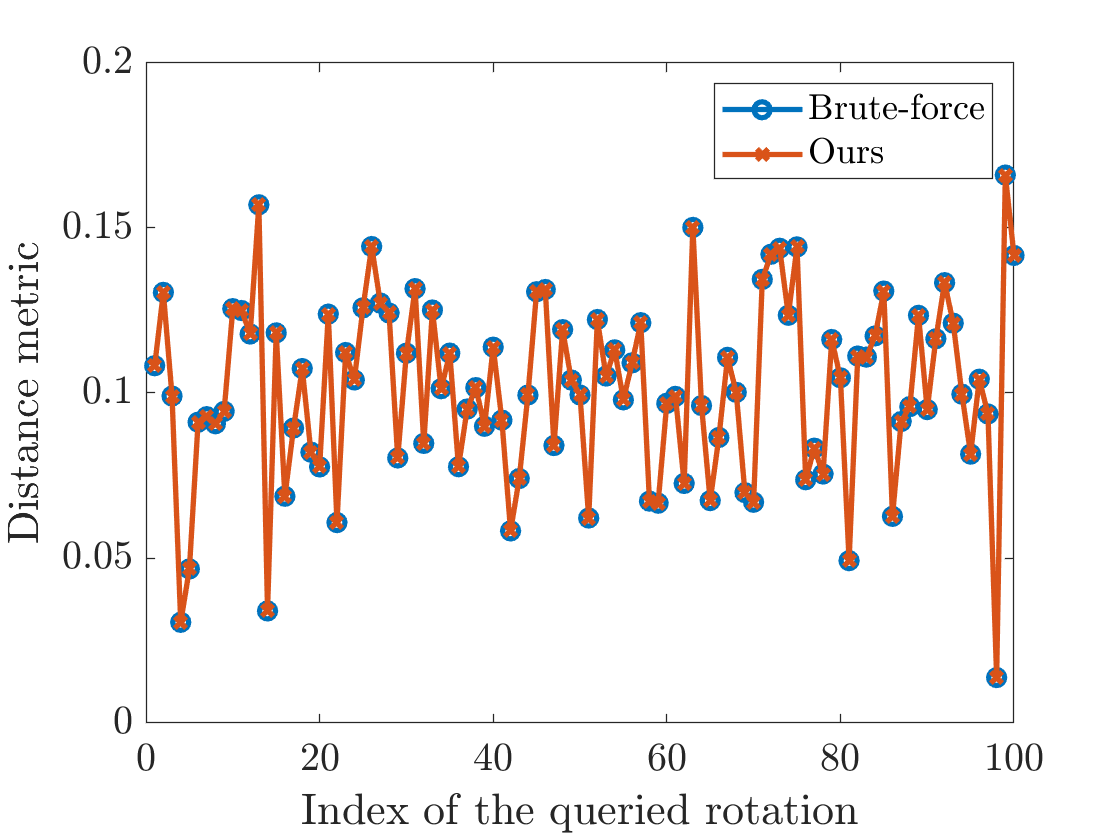 0.2
0.15
0.1
0.05
0
0
20
40
60
80
100
Distance metric
Index of the queried rotation
Brute-force
Ours